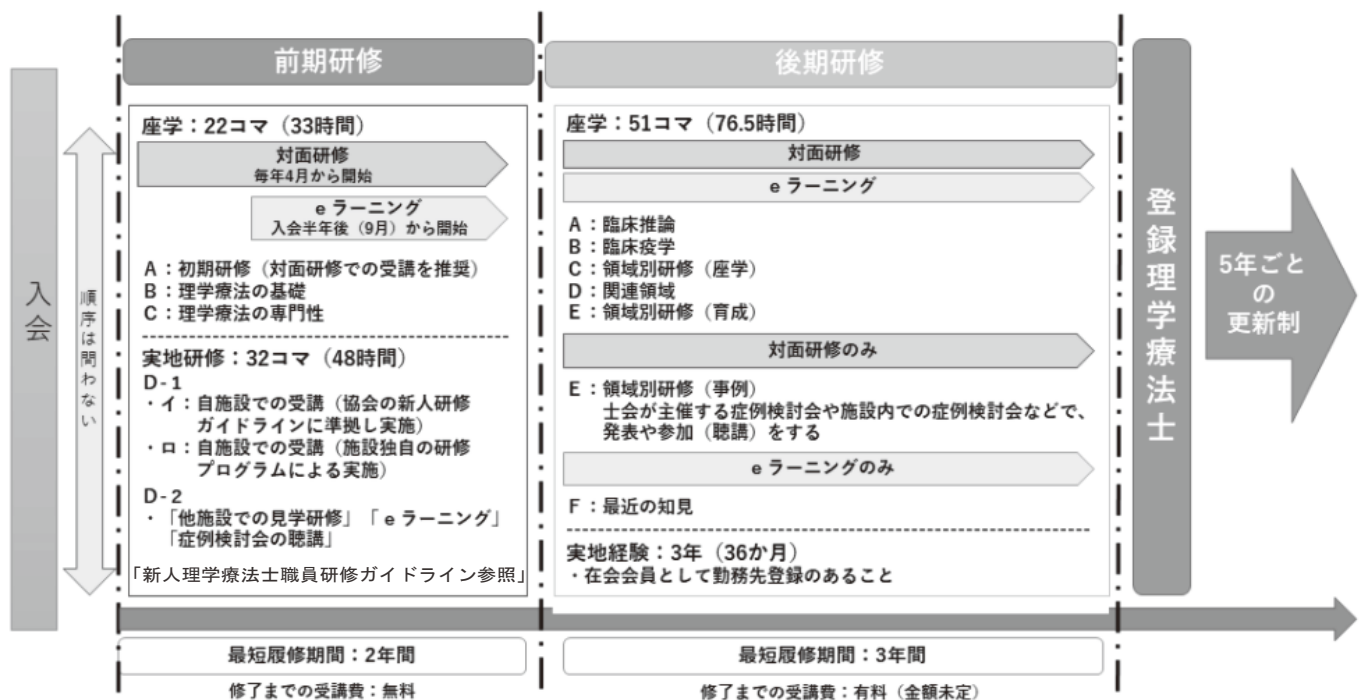 入会
順序は問わない
前期研修
座学：22コマ（33時間）
対面研修
毎年4月から開始
e ラーニング
入会半年後（9月）から開始
A：初期研修（対面研修での受講を推奨）
B：理学療法の基礎
C：理学療法の専門性
実地研修：32コマ（48時間）
D-1
・イ：自施設での受講（協会の新人研修
ガイドラインに準拠し実施）
・ロ：自施設での受講（施設独自の研修
プログラムによる実施）
D-2
・「他施設での見学研修」「 e ラーニング」
「症例検討会の聴講」
「新人理学療法士職員研修ガイドライン参照」
最短履修期間：2年間
修了までの受講費：無料
後期研修
座学：51コマ（76.5時間）
対面研修
e ラーニング
A：臨床推論
B：臨床疫学
C：領域別研修（座学）
D：関連領域
E：領域別研修（育成）
対面研修のみ
E：領域別研修（事例）
士会が主催する症例検討会や施設内での症例検討会などで、
発表や参加（聴講）をする
e ラーニングのみ
F：最近の知見
実地経験：3年（36か月）
・在会会員として勤務先登録のあること
最短履修期間：3年間
修了までの受講費：有料（金額未定）
登録理学療法士
5年ごと
の
更新制